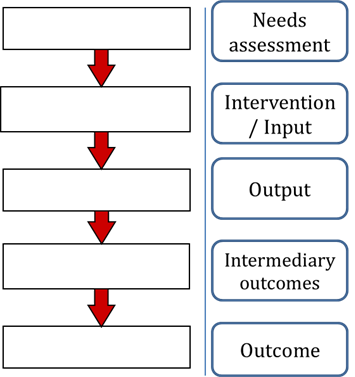 Needs
assessment
Intervention
/ Input
Output
Intermediary
outcomes
Outcome